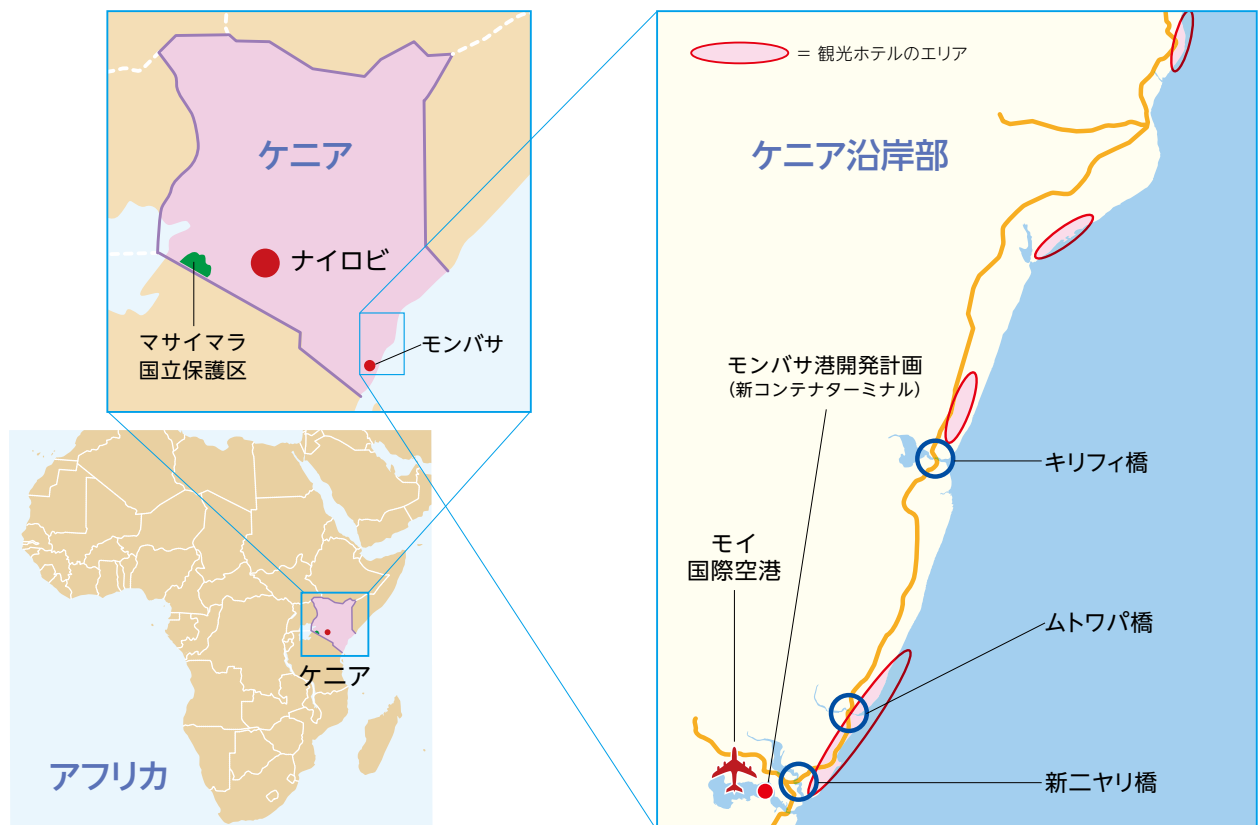 ケニア
ナイロビ
マサイマラ
国立保護区
モンバサ
ケニア
アフリカ
= 観光ホテルのエリア
ケニア沿岸部
モンバサ港開発計画
(新コンテナターミナル)
キリフィ橋
モイ
国際空港
ムトワパ橋
新ニヤリ橋